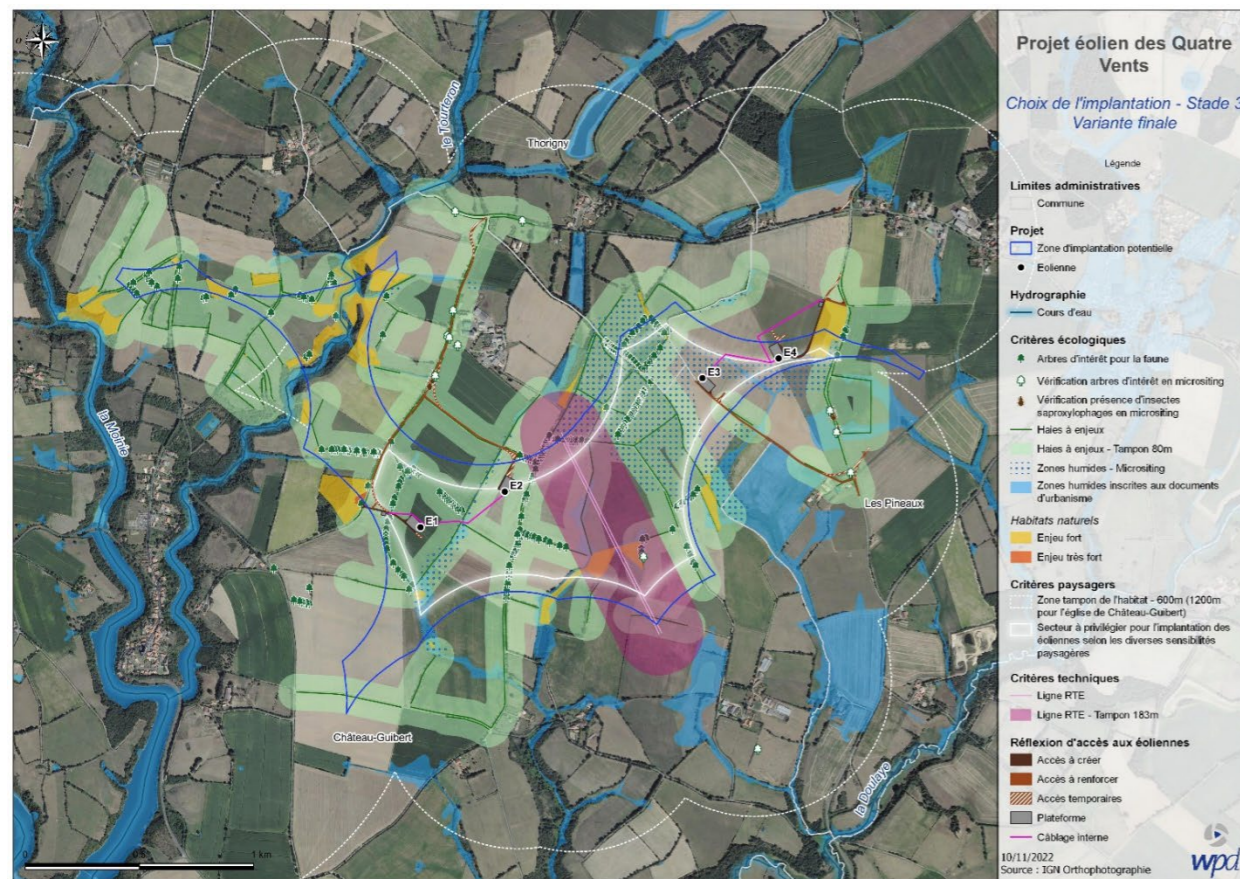 Projet éolien des Quatre
Vents
Choix de l'implantation - Stade 3
Variante finale
Légende
Limites administratives
Commune
Projet
Zone d'implantation potentielle
Eolienne
Hydrographie
Cours d'eau
Critères écologiques
Arbres d'intérêt pour la faune
Vérification arbres d'intérêt en micrositing
Vérification présence d'insectes
saproxylophages en micrositing
Haies à enjeux
Haies à enjeux - Tampon 80m
Zones humides - Micrositing
Zones humides inscrites aux documents
d'urbanisme
Habitats naturels
Enjeu fort
Enjeu très fort
Critères paysagers
Zone tampon de l'habitat - 600m (1200m
pour l'église de Château-Guibert)
Secteur à privilégier pour l'implantation des
éoliennes selon les diverses sensibilités
paysagères
Critères techniques
Ligne RTE
Ligne RTE - Tampon 183m
Réflexion d'accès aux éoliennes
Accès à créer
Accès à renforcer
Accès temporaires
Plateforme
Câblage interne
10/11/2022
Source : IGN Orthophotographie
wpd
Thorigny
E4
E3
E2
E1
Les Pineaux
Château-Guibert
la Doulaye
0
1 km